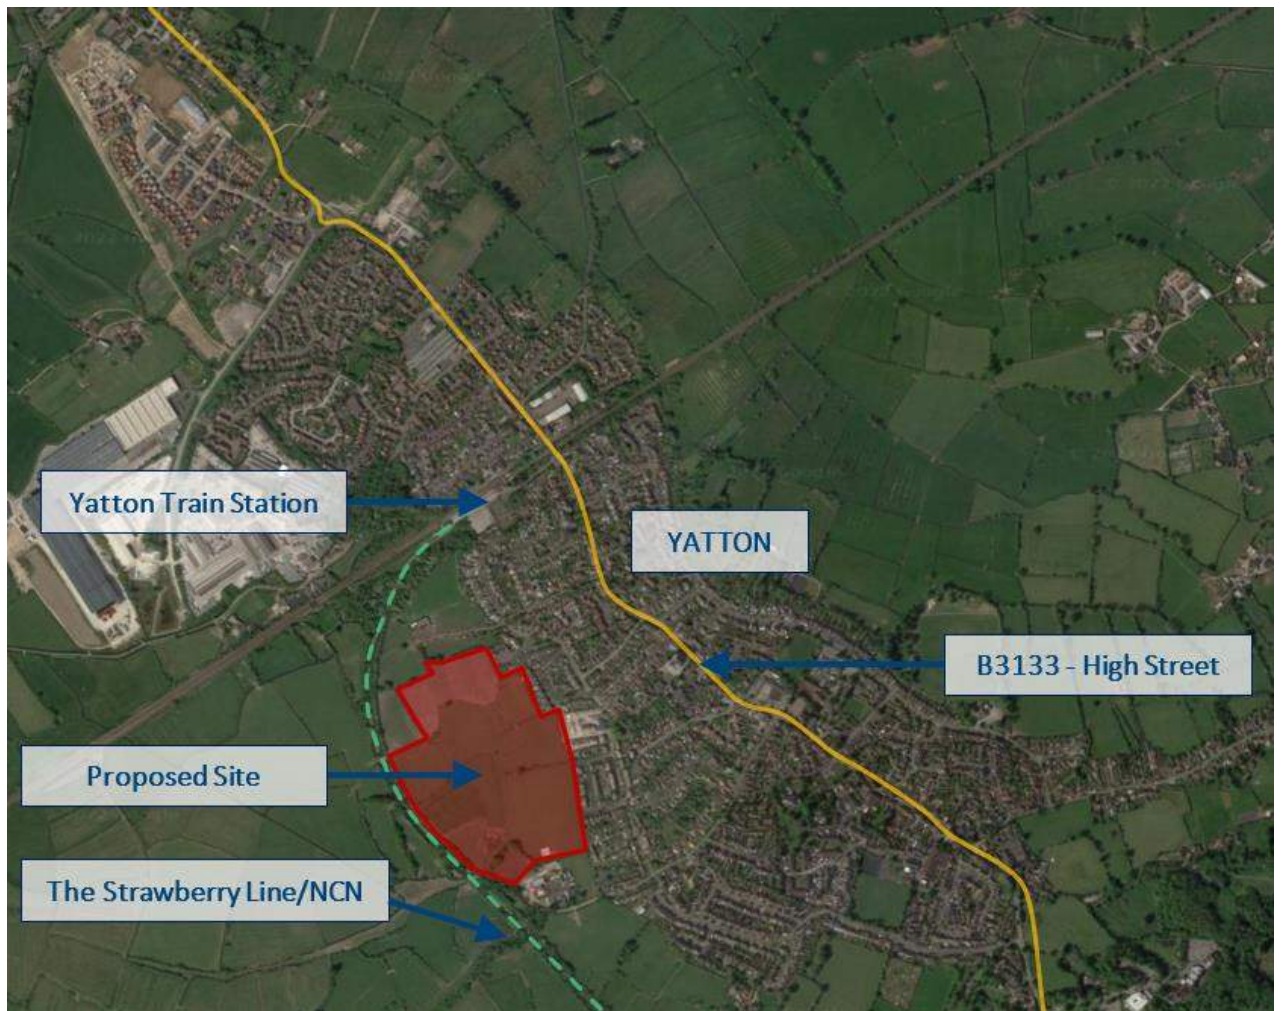 Yatton Train Station
YATTON
B3133 - High Street
Proposed Site
The Strawberry Line/NCN